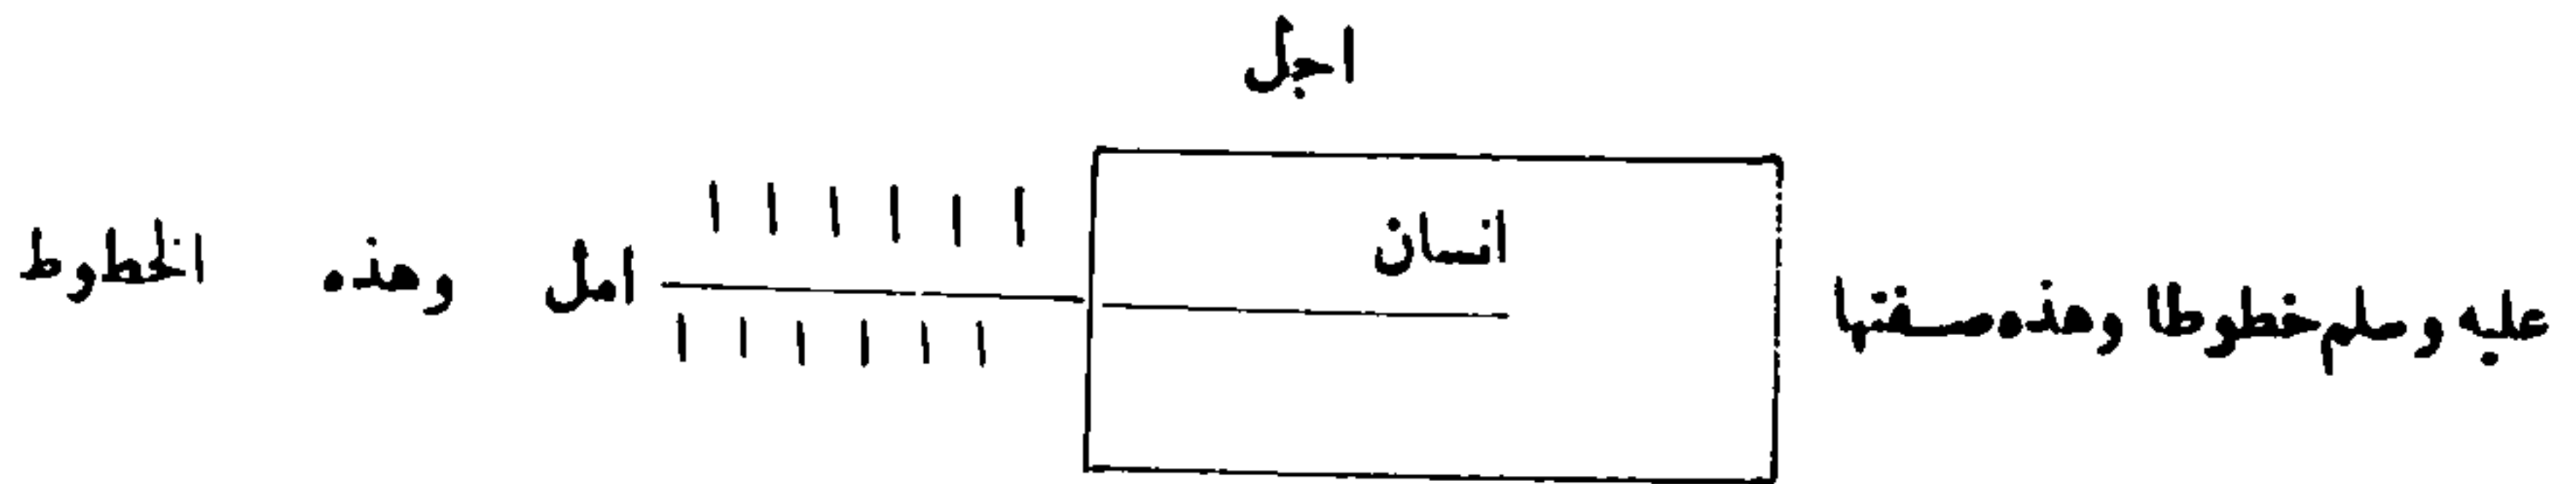 اجل
عليه وسلم خطوطا وهذه صفتها
انسان
امل وهذه الخطوط